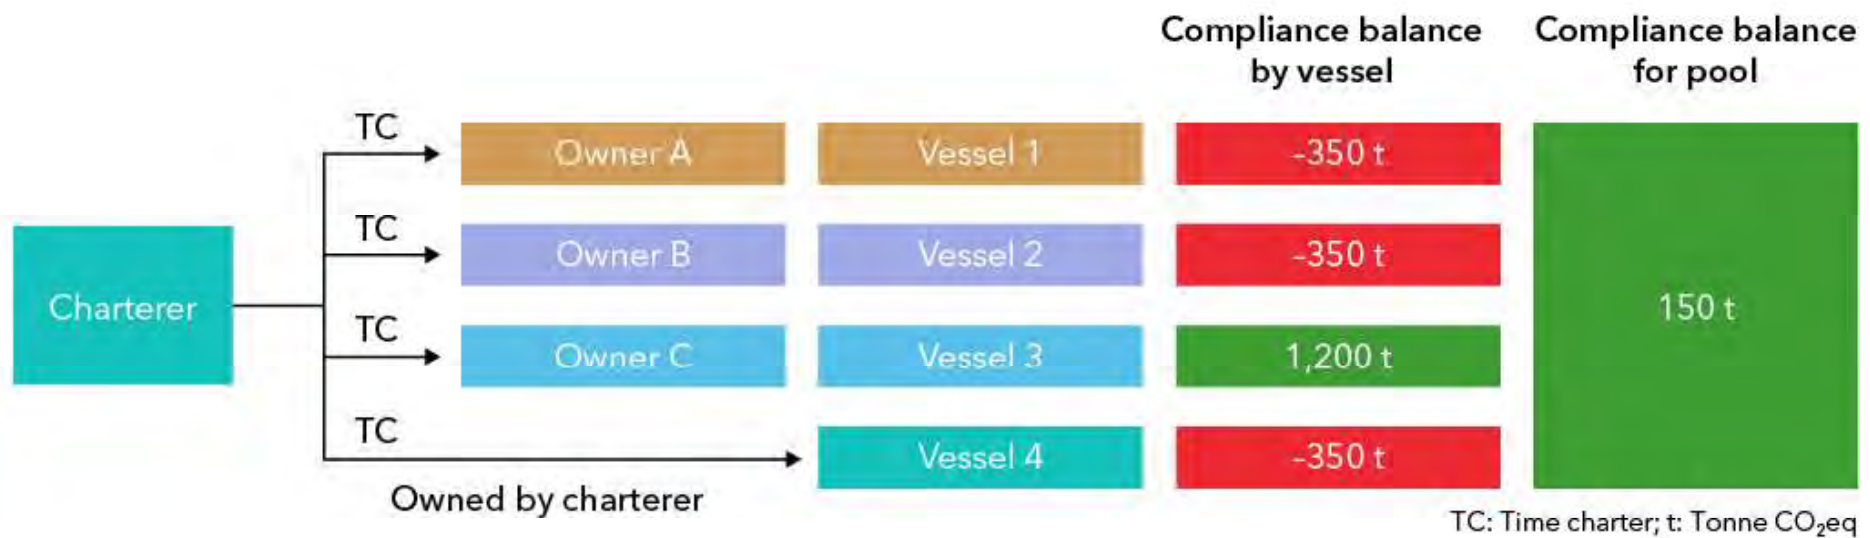 Compliance balance
by vessel
Compliance balance
for pool
Charterer
TC
Owner A
Vessel 1
-350 t
TC
Owner B
Vessel 2
-350 t
TC
Owner C
Vessel 3
1,200 t
TC
Vessel 4
-350 t
Owned by charterer
150 t
TC: Time charter; t: Tonne CO₂eq